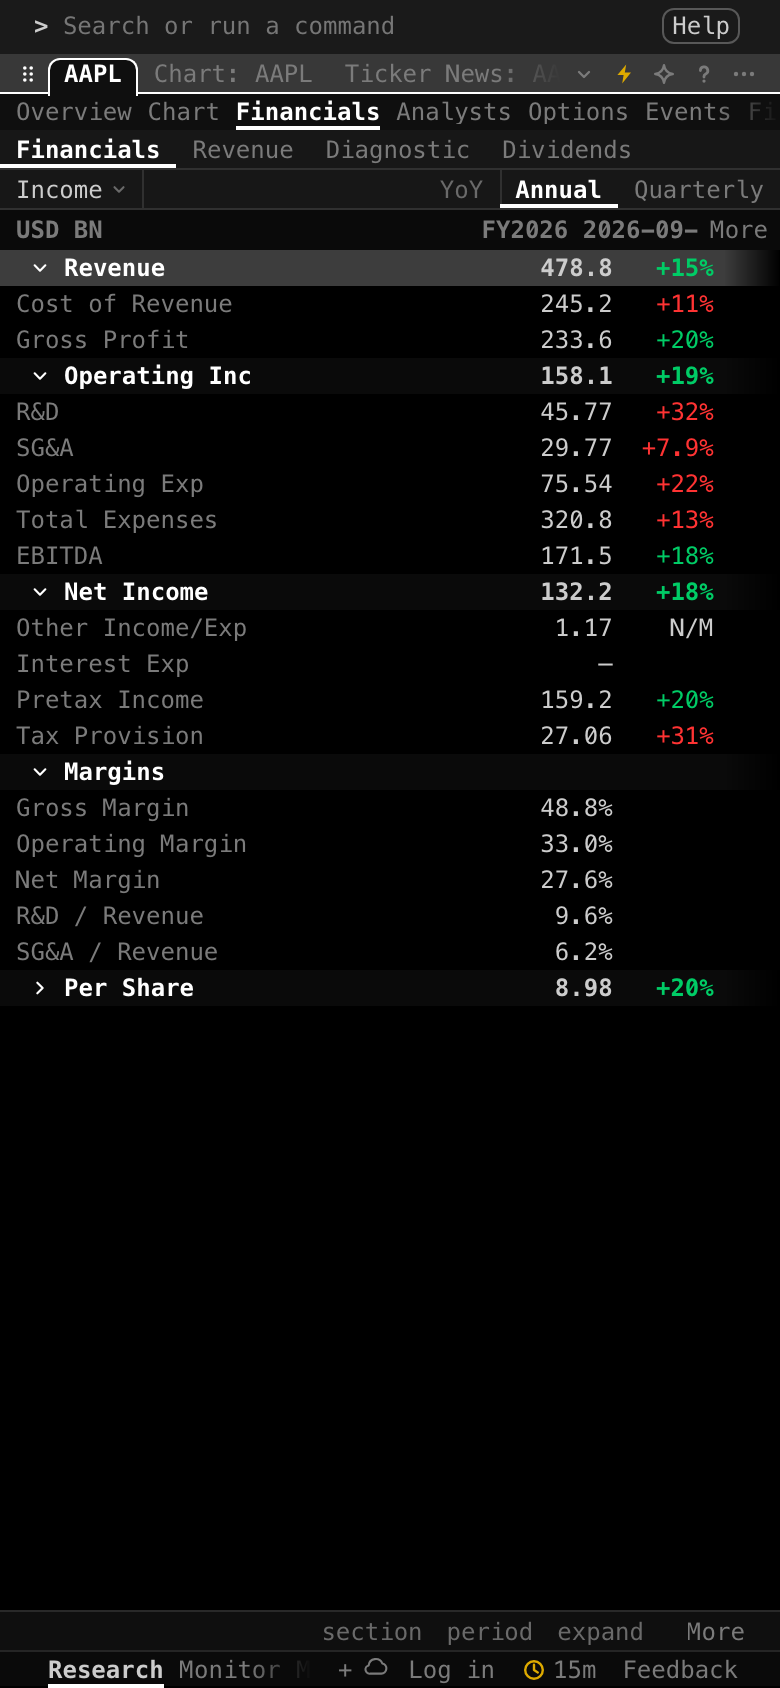 > Search or run a command Help
AAPL Chart: AAPL Ticker News: AA ? ...
Overview Chart Financials Analysts Options Events Fi
Financials Revenue Diagnostic Dividends
Income YoY Annual Quarterly
USD BN FY2026 2026-09- More
Revenue 478.8 +15%
Cost of Revenue 245.2 +11%
Gross Profit 233.6 +20%
Operating Inc 158.1 +19%
R&D 45.77 +32%
SG&A 29.77 +7.9%
Operating Exp 75.54 +22%
Total Expenses 320.8 +13%
EBITDA 171.5 +18%
Net Income 132.2 +18%
Other Income/Exp 1.17 N/M
Interest Exp —
Pretax Income 159.2 +20%
Tax Provision 27.06 +31%
Margins
Gross Margin 48.8%
Operating Margin 33.0%
Net Margin 27.6%
R&D / Revenue 9.6%
SG&A / Revenue 6.2%
Per Share 8.98 +20%
section period expand More
Research Monitor M + Log in 15m Feedback